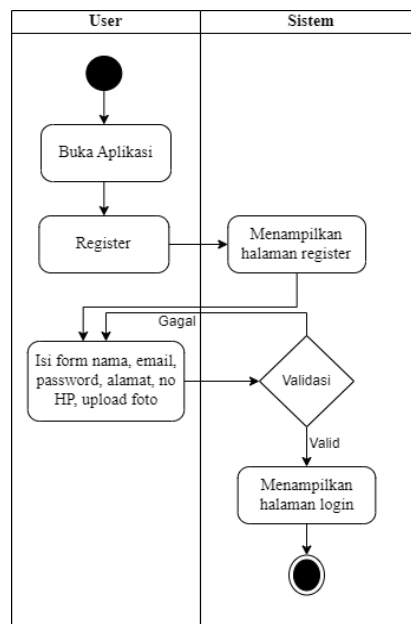 User
Sistem
Buka Aplikasi
Register
Menampilkan
halaman register
Gagal
Isi form nama, email,
password, alamat, no
HP, upload foto
Validasi
Valid
Menampilkan
halaman login